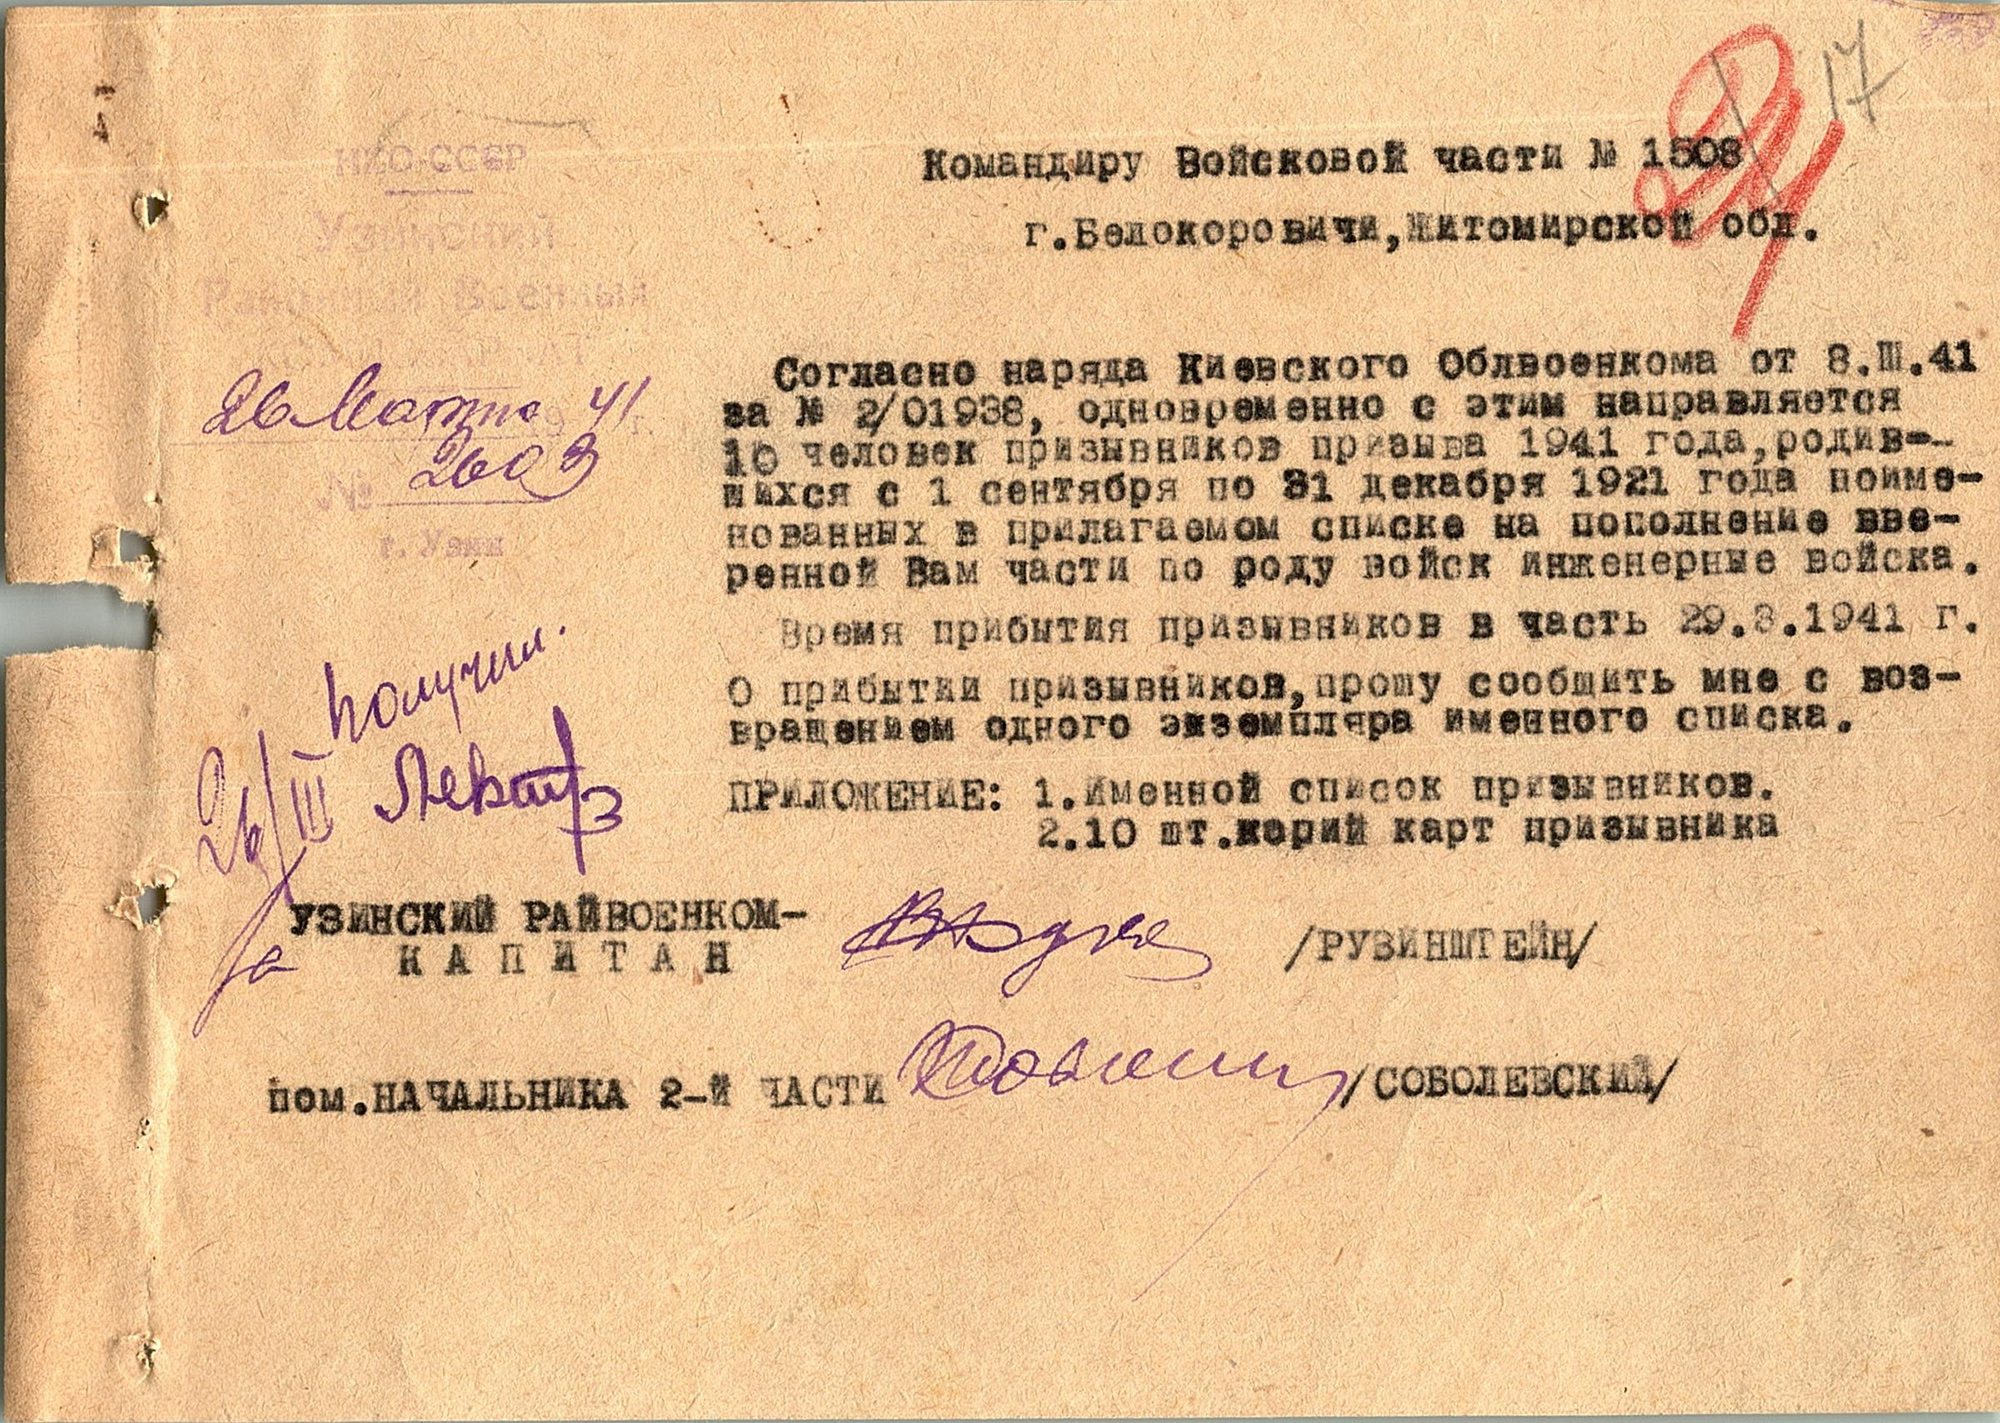 17
Командиру Войсковой части № 1508
г.Белокоровичи,Житомирской обл.
НКО-СССР
Узинский
Районный Военный
26 Марта 1941 г.
№ 2603
г. Узин
Согласно наряда Киевского Облвоенкома от 8.III.41
за № 2/01938, одновременно с этим направляется
10 человек призывников призыва 1941 года,родив-
шихся с 1 сентября по 31 декабря 1921 года поиме-
нованных в прилагаемом списке на пополнение вве-
ренной Вам части по роду войск инженерные войска.
Время прибытия призывников в часть 29.3.1941 г.
О прибытии призывников,прошу сообщить мне с воз-
вращением одного экземпляра именного списка.
ПРИЛОЖЕНИЕ: 1.Именной список призывников.
2.10 шт.корий карт призывника
Получил.
26/III
УЗИНСКИЙ РАЙВОЕНКОМ-
КАПИТАН /РУЗИНШТЕЙН/
за
пом.НАЧАЛЬНИКА 2-й ЧАСТИ /СОБОЛЕВСКИЙ/